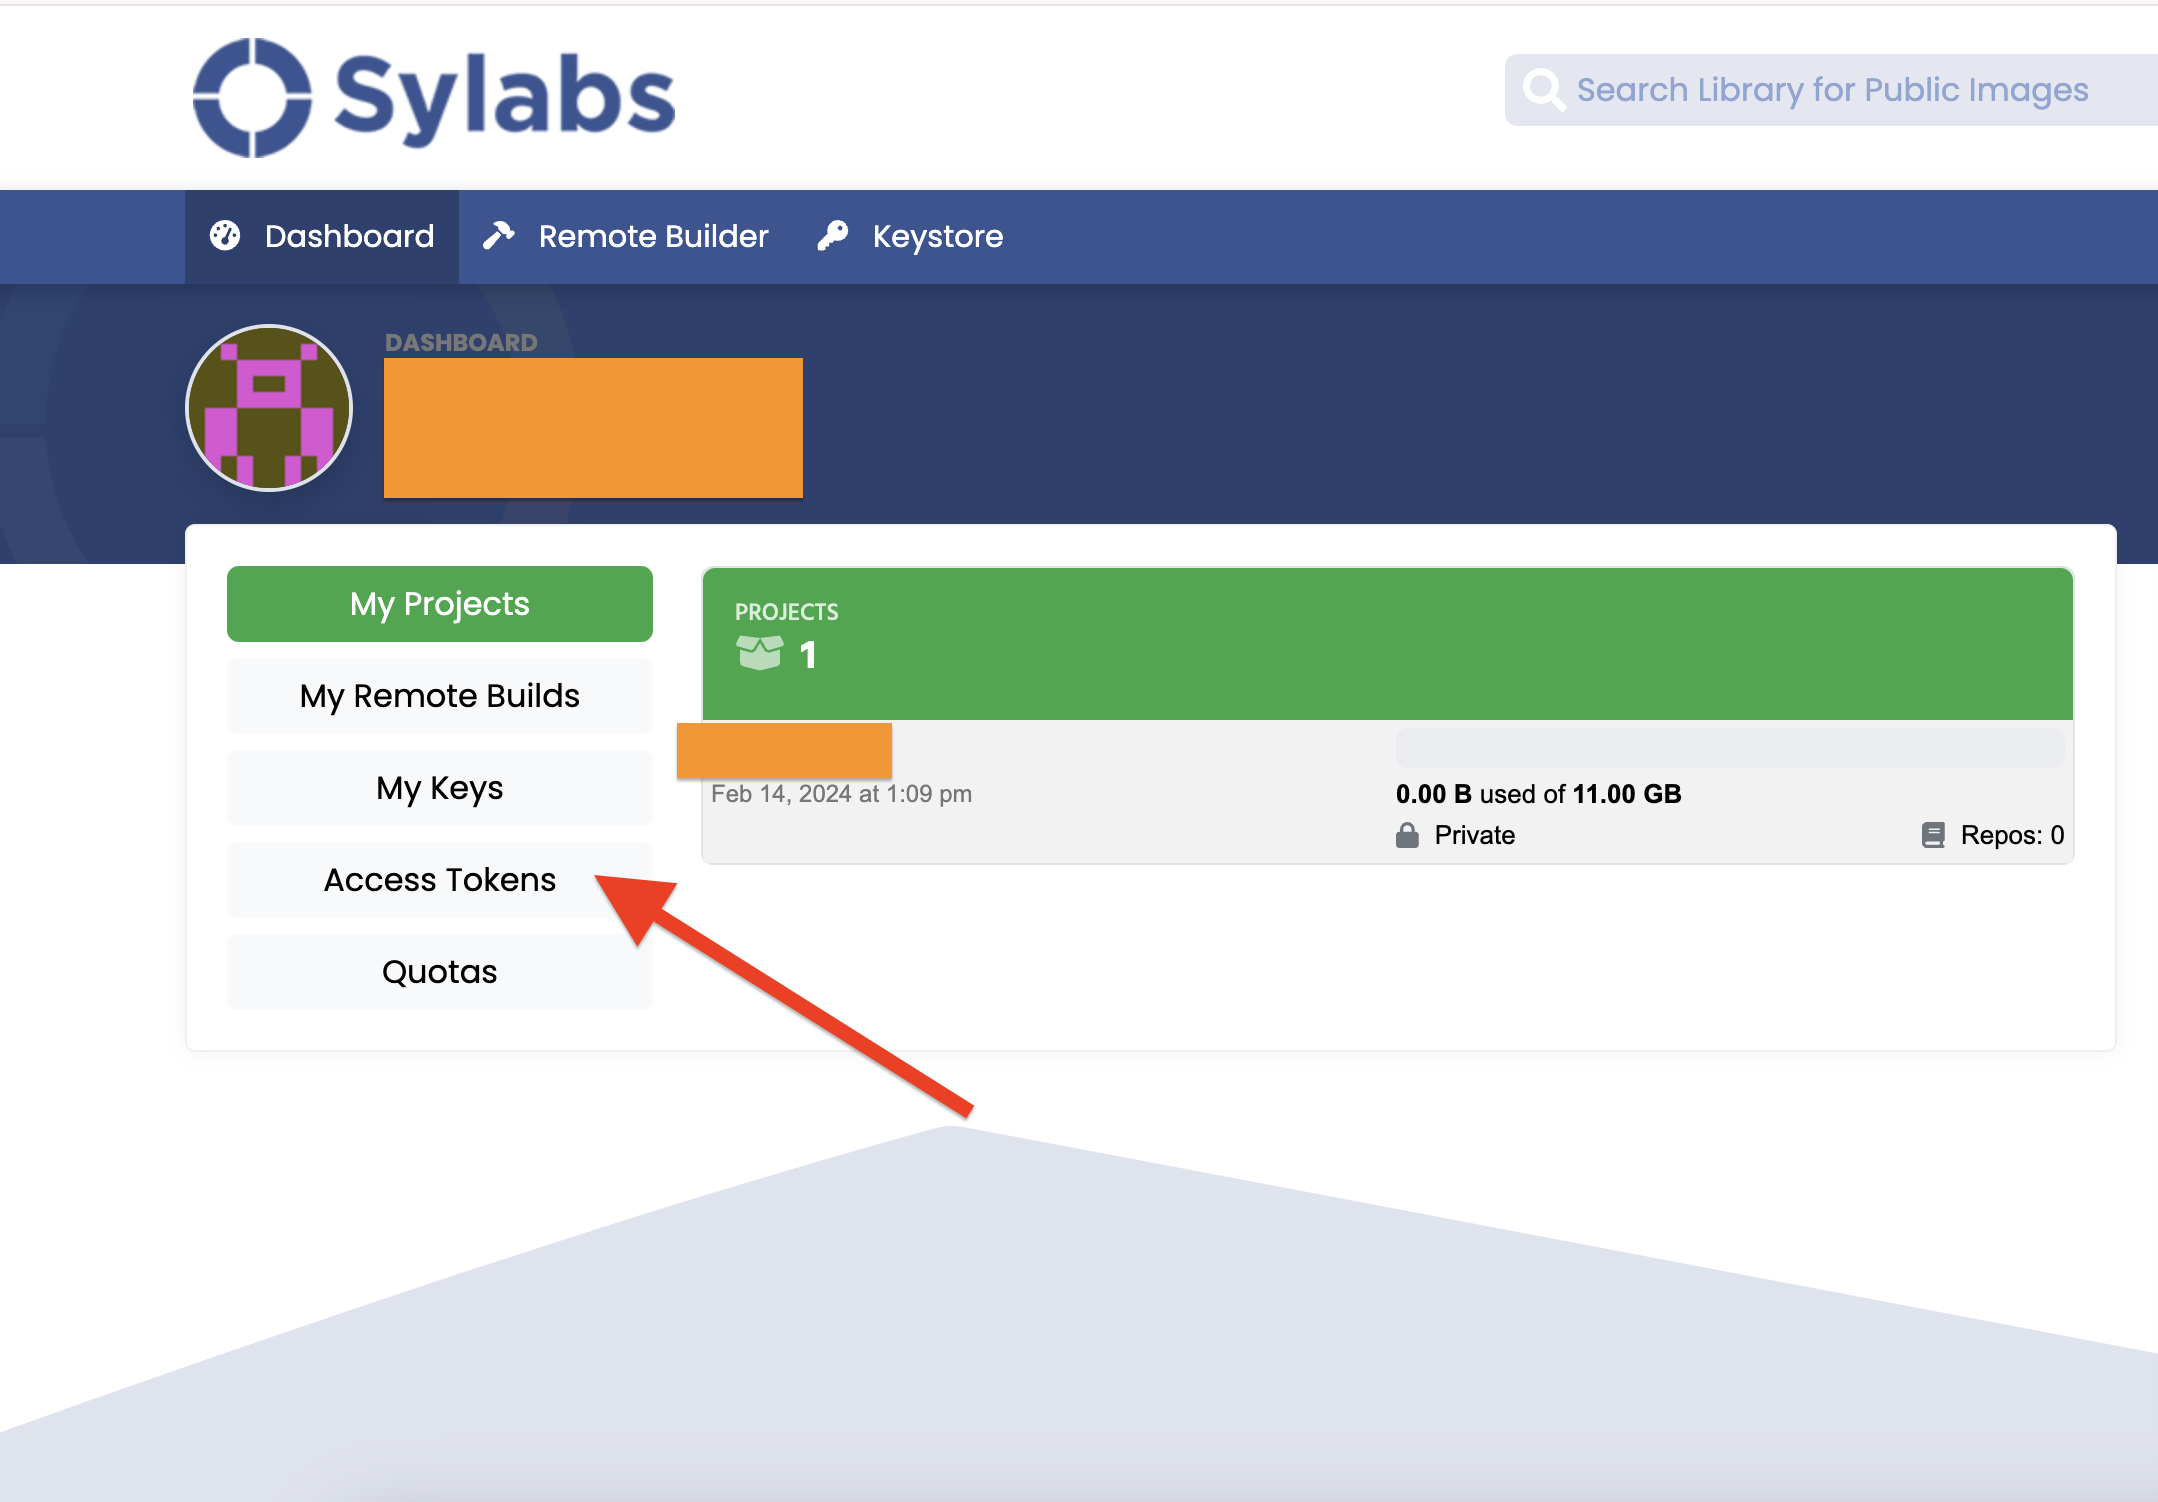 Sylabs
Search Library for Public Images
Dashboard
Remote Builder
Keystore
DASHBOARD
My Projects
My Remote Builds
My Keys
Access Tokens
Quotas
PROJECTS
1
Feb 14, 2024 at 1:09 pm
0.00 B used of 11.00 GB
Private
Repos: 0